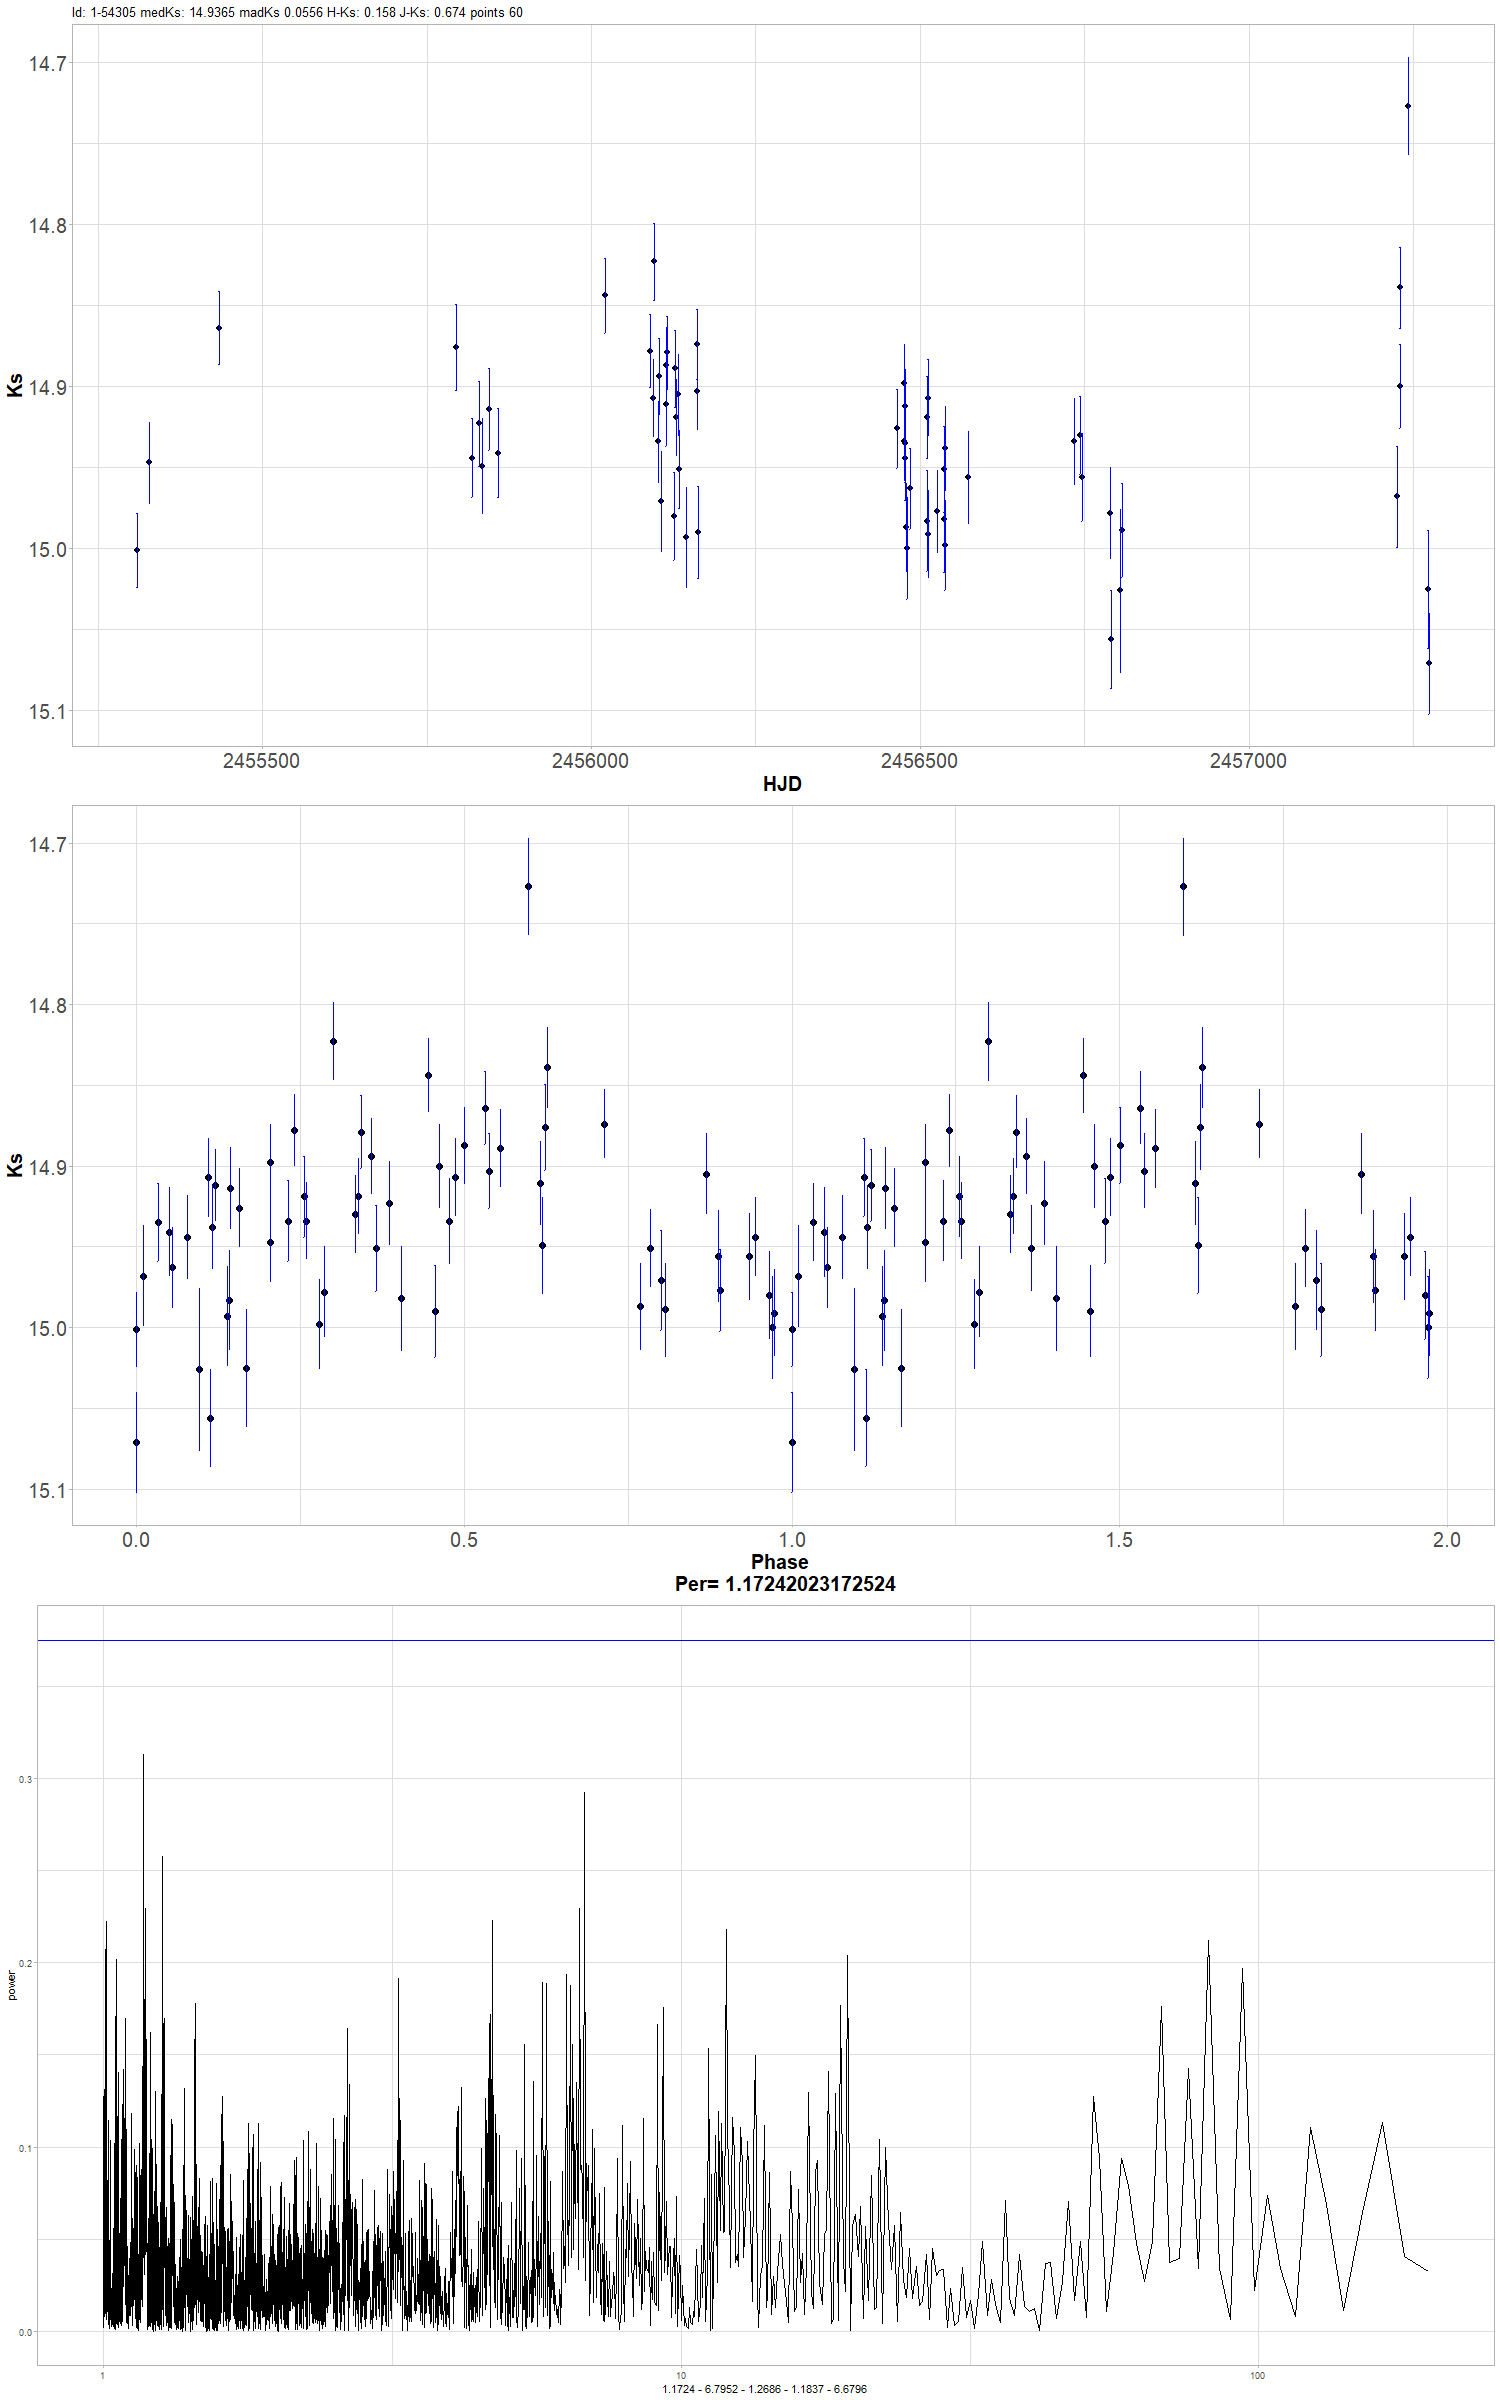 Id: 1-54305 medKs: 14.9365 madKs 0.0556 H-Ks: 0.158 J-Ks: 0.674 points 60
14.7
14.8
14.9
15.0
15.1
Ks
2455500 2456000 2456500 2457000
HJD
14.7
14.8
14.9
15.0
15.1
Ks
0.0 0.5 1.0 1.5 2.0
Phase
Per= 1.17242023172524
0.3
0.2
0.1
0.0
power
1 10 100
1.1724 - 6.7952 - 1.2686 - 1.1837 - 6.6796